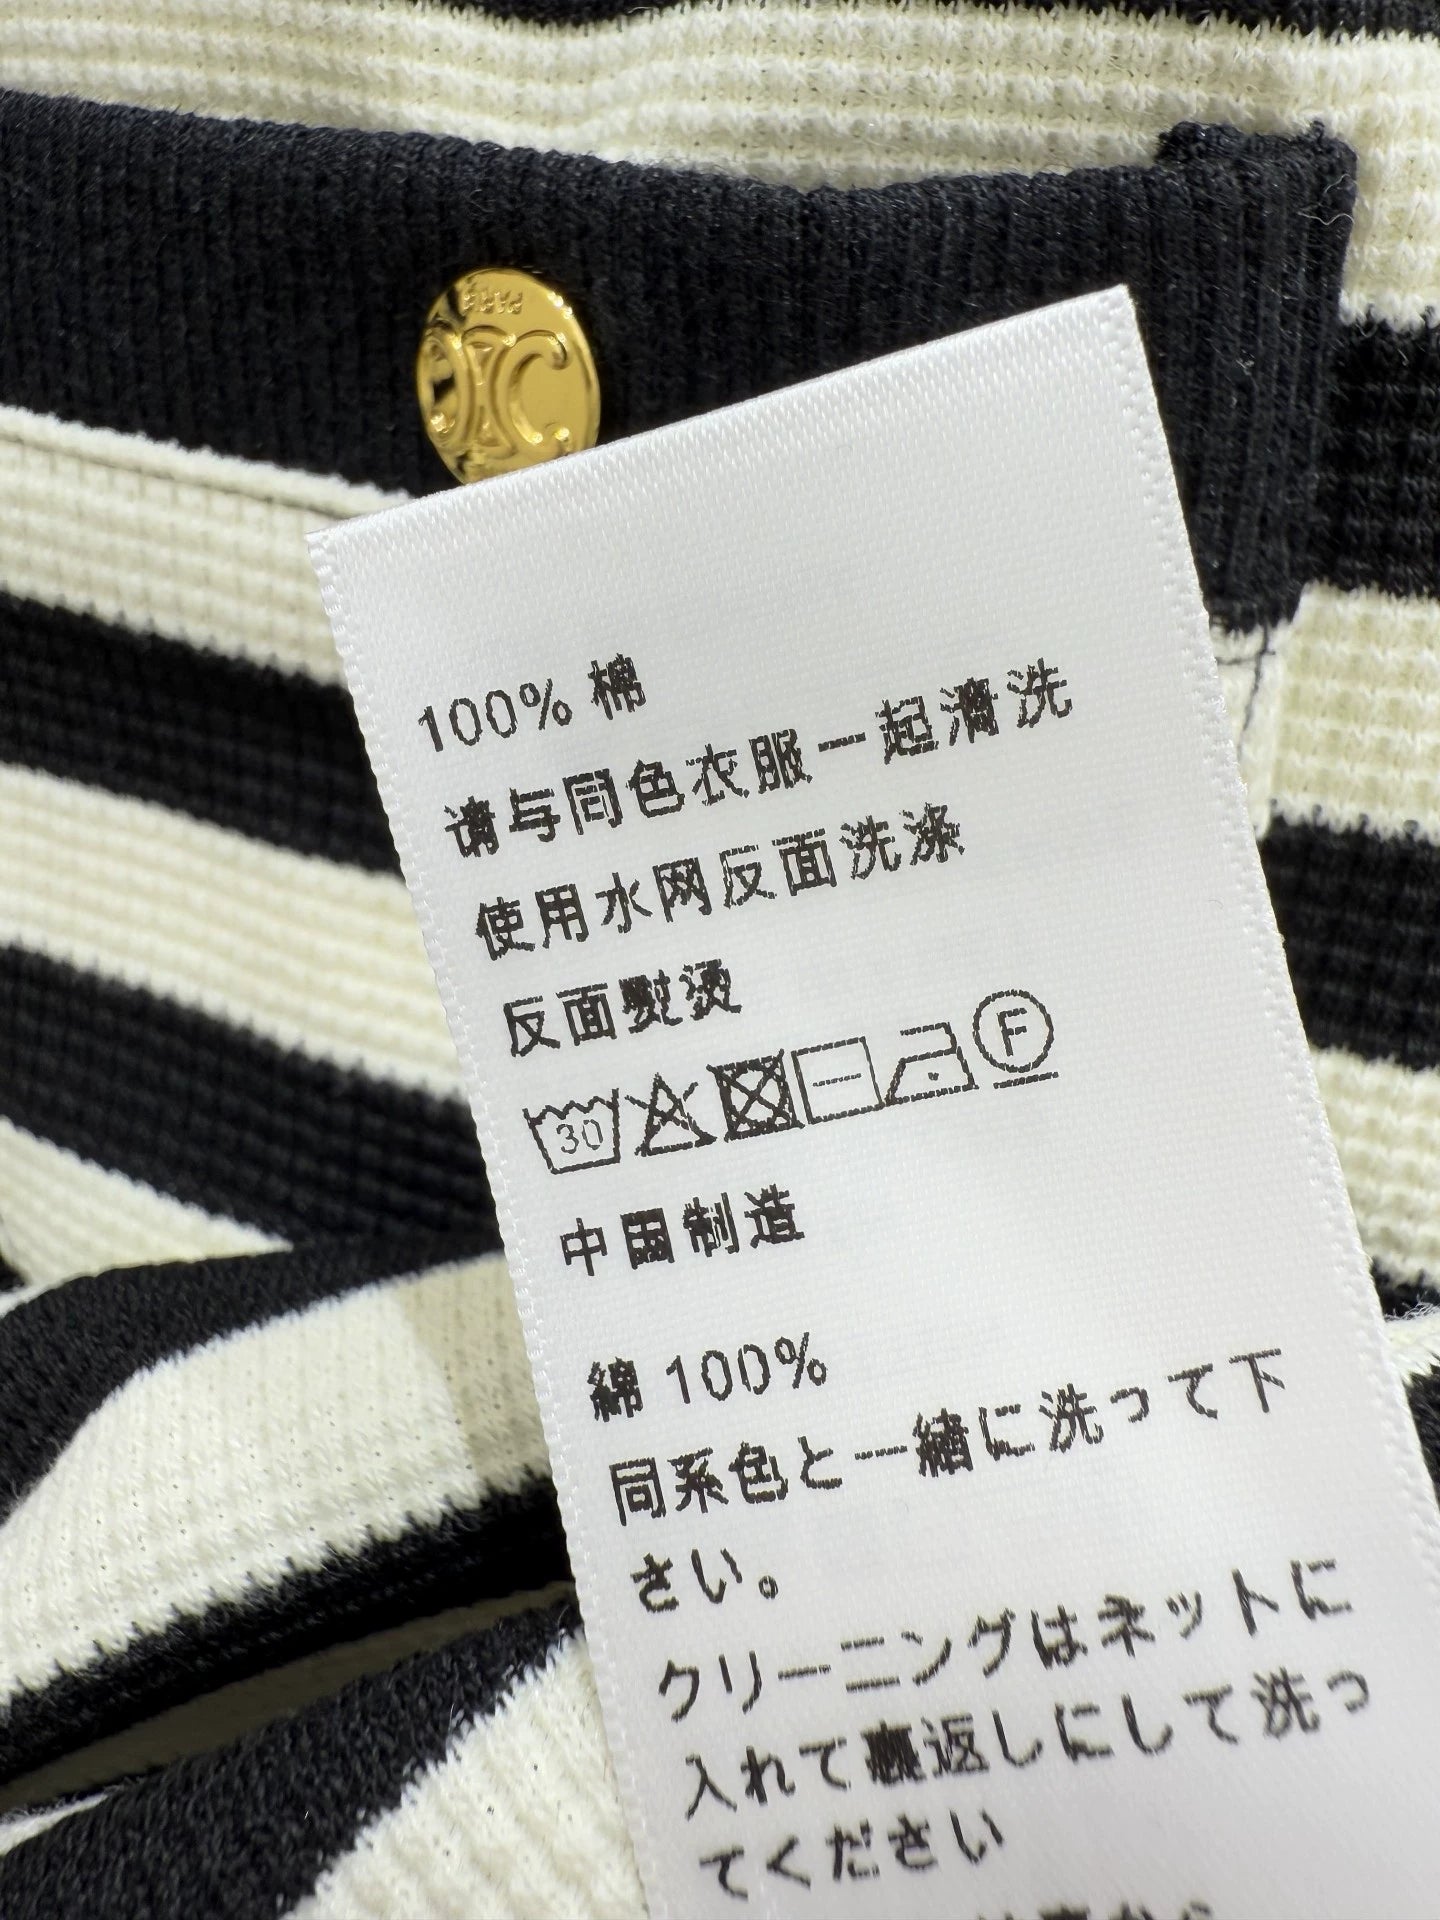 100% 棉
请与同色衣服一起清洗
使用水网反面洗涤
反面熨烫
30
F
中国制造
綿 100%
同系色と一緒に洗って下
さい。
クリーニングはネットに
入れて裏返しにして洗っ
てください